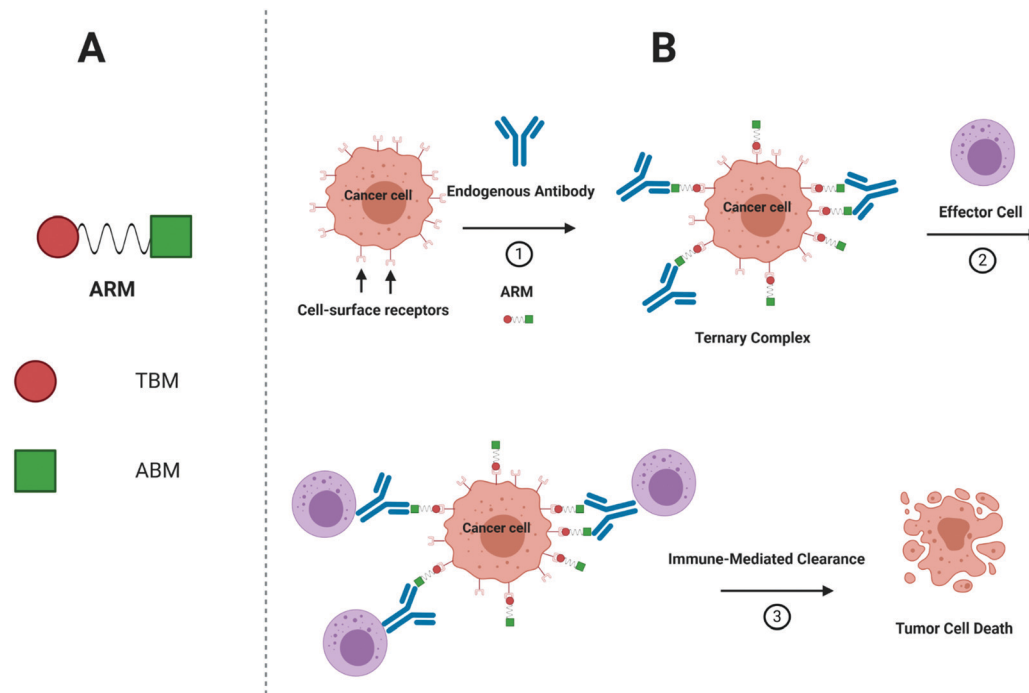 A
ARM
TBM
ABM
B
Cancer cell
Cell-surface receptors
Endogenous Antibody
1
ARM
Cancer cell
Ternary Complex
Effector Cell
2
Cancer cell
Immune-Mediated Clearance
3
Tumor Cell Death